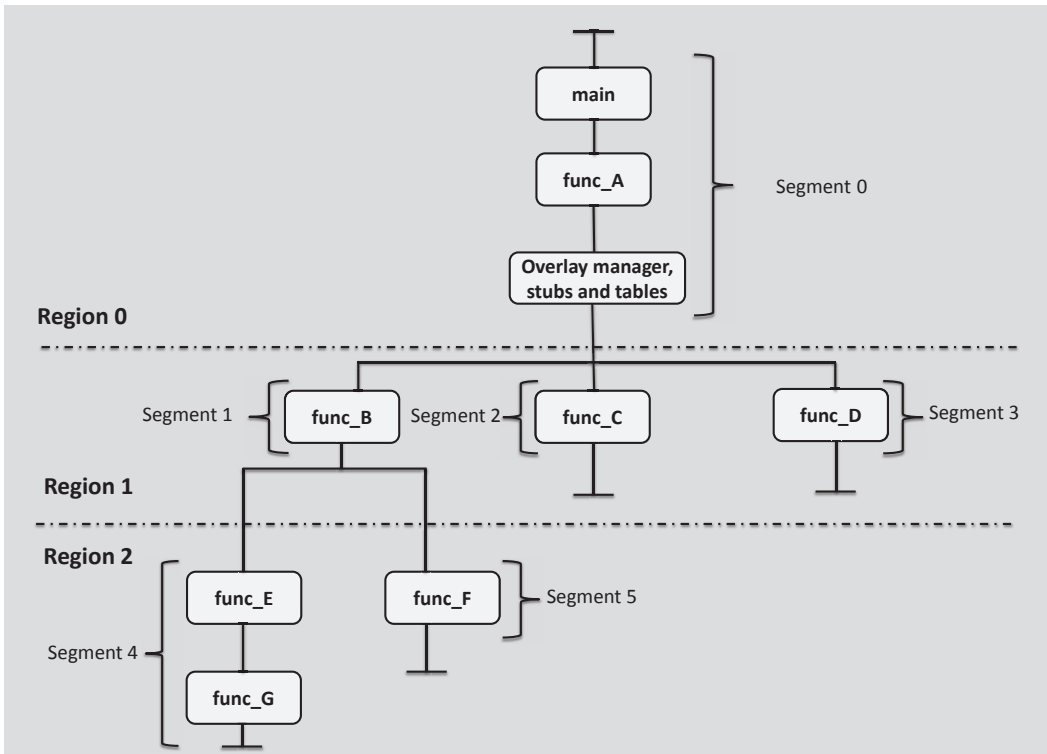 main
func_A
Segment 0
Overlay manager,
stubs and tables
Region 0
Segment 1
func_B
Segment 2
func_C
func_D
Segment 3
Region 1
Region 2
func_E
func_F
Segment 5
Segment 4
func_G